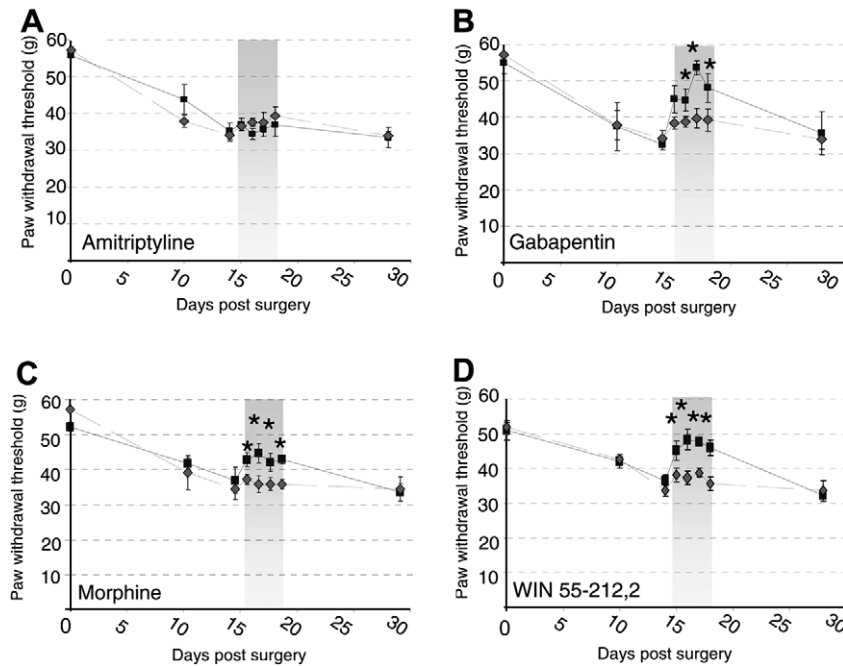 A
Paw withdrawal threshold (g)
60
50
40
30
20
10
Amitriptyline
0 5 10 15 20 25 30
Days post surgery
B
Paw withdrawal threshold (g)
60
50
40
30
20
10
* * *
Gabapentin
0 5 10 15 20 25 30
Days post surgery
C
Paw withdrawal threshold (g)
60
50
40
30
20
10
* * * *
Morphine
0 5 10 15 20 25 30
Days post surgery
D
Paw withdrawal threshold (g)
60
50
40
30
20
10
* * * *
WIN 55-212,2
0 5 10 15 20 25 30
Days post surgery